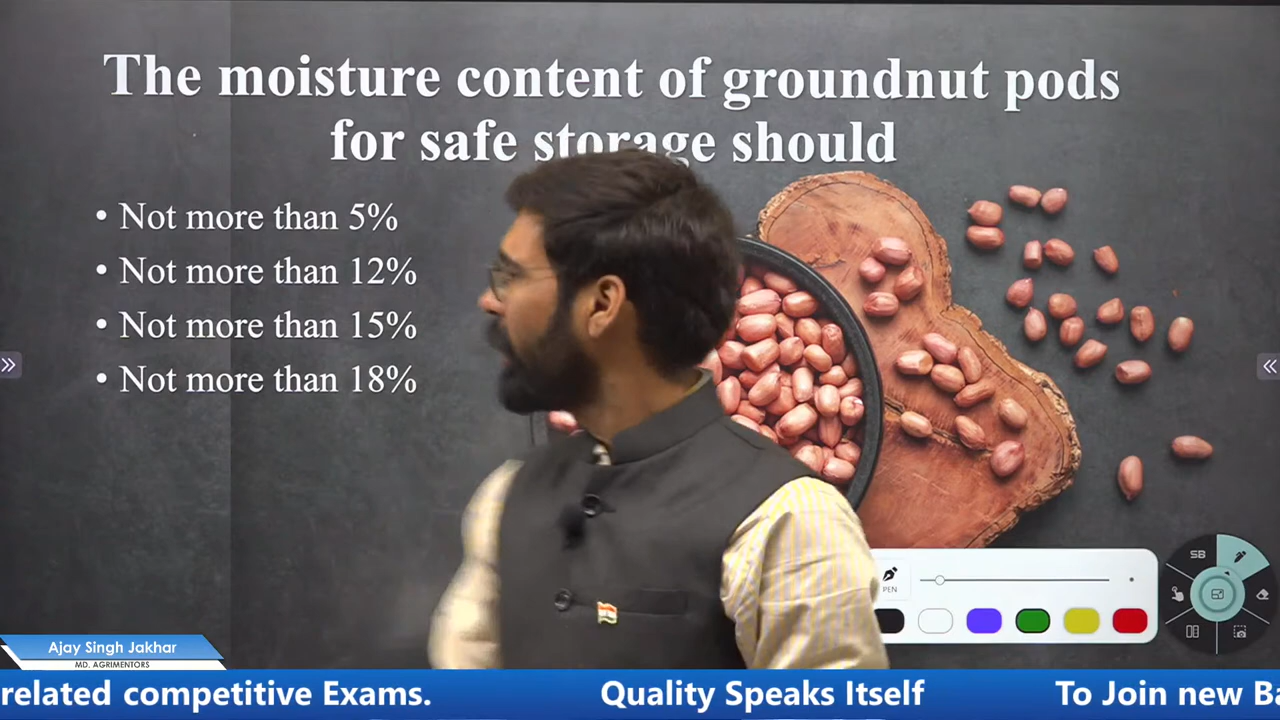 The moisture content of groundnut pods
for safe storage should
• Not more than 5%
• Not more than 12%
• Not more than 15%
• Not more than 18%
SB
PEN
Ajay Singh Jakhar
MD. AGRIMENTORS
related competitive Exams. Quality Speaks Itself To Join new Ba